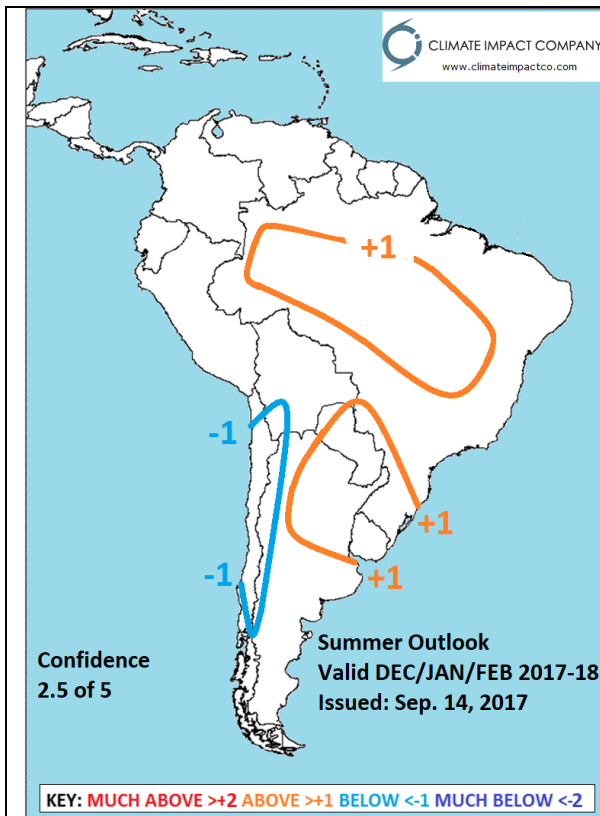 CLIMATE IMPACT COMPANY
www.climateimpactco.com
+1
-1
+1
-1
+1
Confidence
2.5 of 5
Summer Outlook
Valid DEC/JAN/FEB 2017-18
Issued: Sep. 14, 2017
KEY: MUCH ABOVE >+2 ABOVE >+1 BELOW <-1 MUCH BELOW <-2